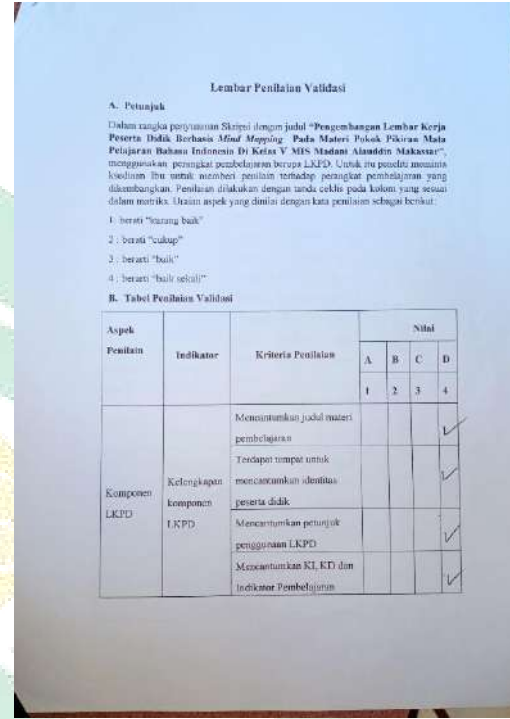 Lembar Penilaian Validasi
A. Petunjuk
Dalam rangka penyusunan Skripsi dengan judul "Pengembangan Lembar Kerja
Peserta Didik Berbasis Mind Mapping Pada Materi Pokok Pikiran Mata
Pelajaran Bahasa Indonesia Di Kelas V MIS Madani Alauddin Makassar",
menggunakan perangkat pembelajaran berupa LKPD. Untuk itu peneliti meminta
kesediaan Ibu untuk memberi penilain terhadap perangkat pembelajaran yang
dikembangkan. Penilaian dilakukan dengan tanda ceklis pada kolom yang sesuai
dalam matriks. Uraian aspek yang dinilai dengan kata penilaian sebagai berikut:
1: berati "kurang baik"
2 : berati "cukup"
3 : berarti "baik"
4 : berarti "baik sekali"
B. Tabel Penilaian Validasi
Aspek Penilain
Indikator
Kriteria Penilaian
Nilai
A B C D
1 2 3 4
Komponen
LKPD
Kelengkapan
komponen
LKPD
Mencantumkan judul materi
pembelajaran
Terdapat tempat untuk
mencantumkan identitas
peserta didik
Mencantumkan petunjuk
penggunaan LKPD
Mencantumkan KI, KD dan
Indikator Pembelajaran